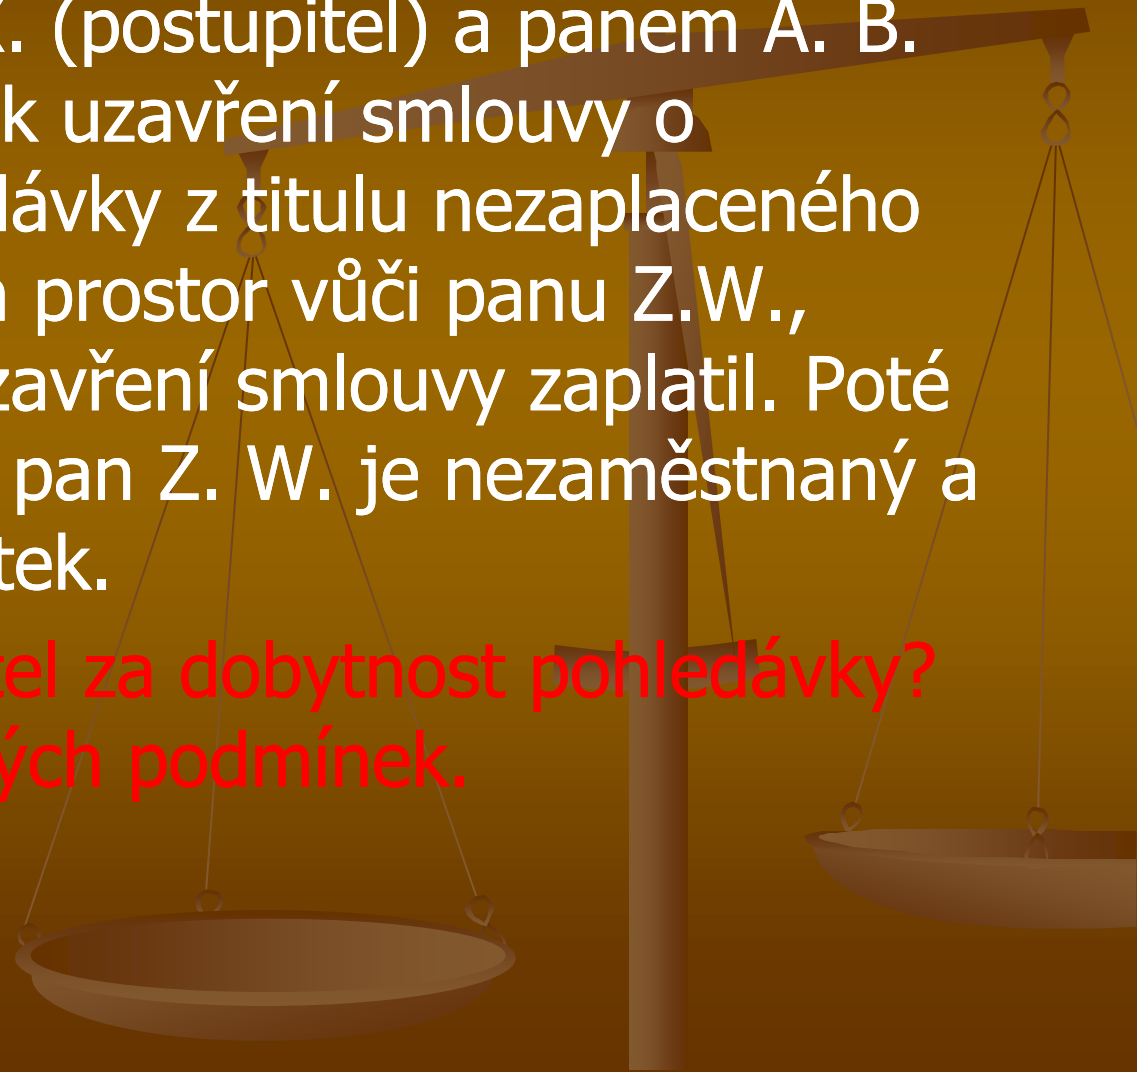 . (postupitel) a panem A. B.
k uzavření smlouvy o
dávky z titulu nezaplaceného
prostor vůči panu Z.W.,
zavření smlouvy zaplatil. Poté
pan Z. W. je nezaměstnaný a
tek.
tel za dobytnost pohledávky?
ých podmínek.